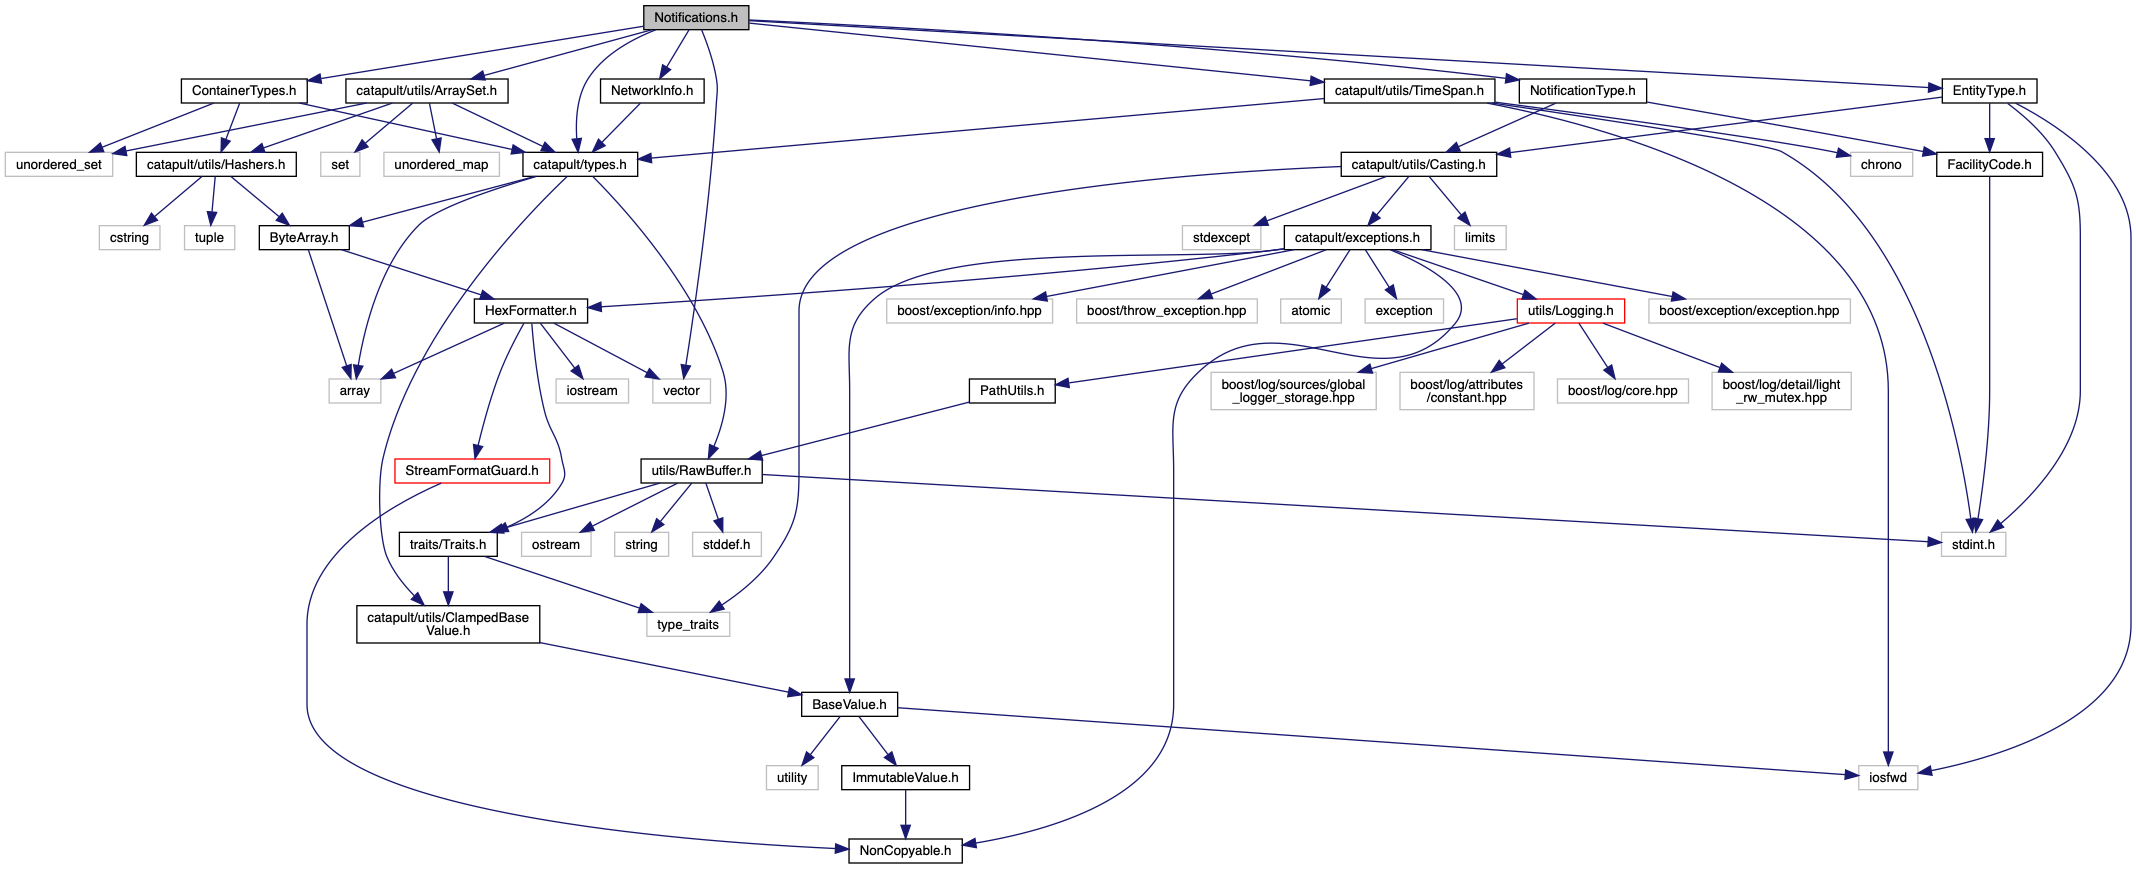 Notifications.h
ContainerTypes.h
catapult/utils/ArraySet.h
NetworkInfo.h
catapult/utils/TimeSpan.h
NotificationType.h
EntityType.h
unordered_set
catapult/utils/Hashers.h
set
unordered_map
catapult/types.h
catapult/utils/Casting.h
chrono
FacilityCode.h
cstring
tuple
ByteArray.h
stdexcept
catapult/exceptions.h
limits
HexFormatter.h
boost/exception/info.hpp
boost/throw_exception.hpp
atomic
exception
utils/Logging.h
boost/exception/exception.hpp
array
iostream
vector
PathUtils.h
boost/log/sources/global
_logger_storage.hpp
boost/log/attributes
/constant.hpp
boost/log/core.hpp
boost/log/detail/light
_rw_mutex.hpp
StreamFormatGuard.h
utils/RawBuffer.h
traits/Traits.h
ostream
string
stddef.h
stdint.h
catapult/utils/ClampedBase
Value.h
type_traits
BaseValue.h
utility
ImmutableValue.h
iosfwd
NonCopyable.h